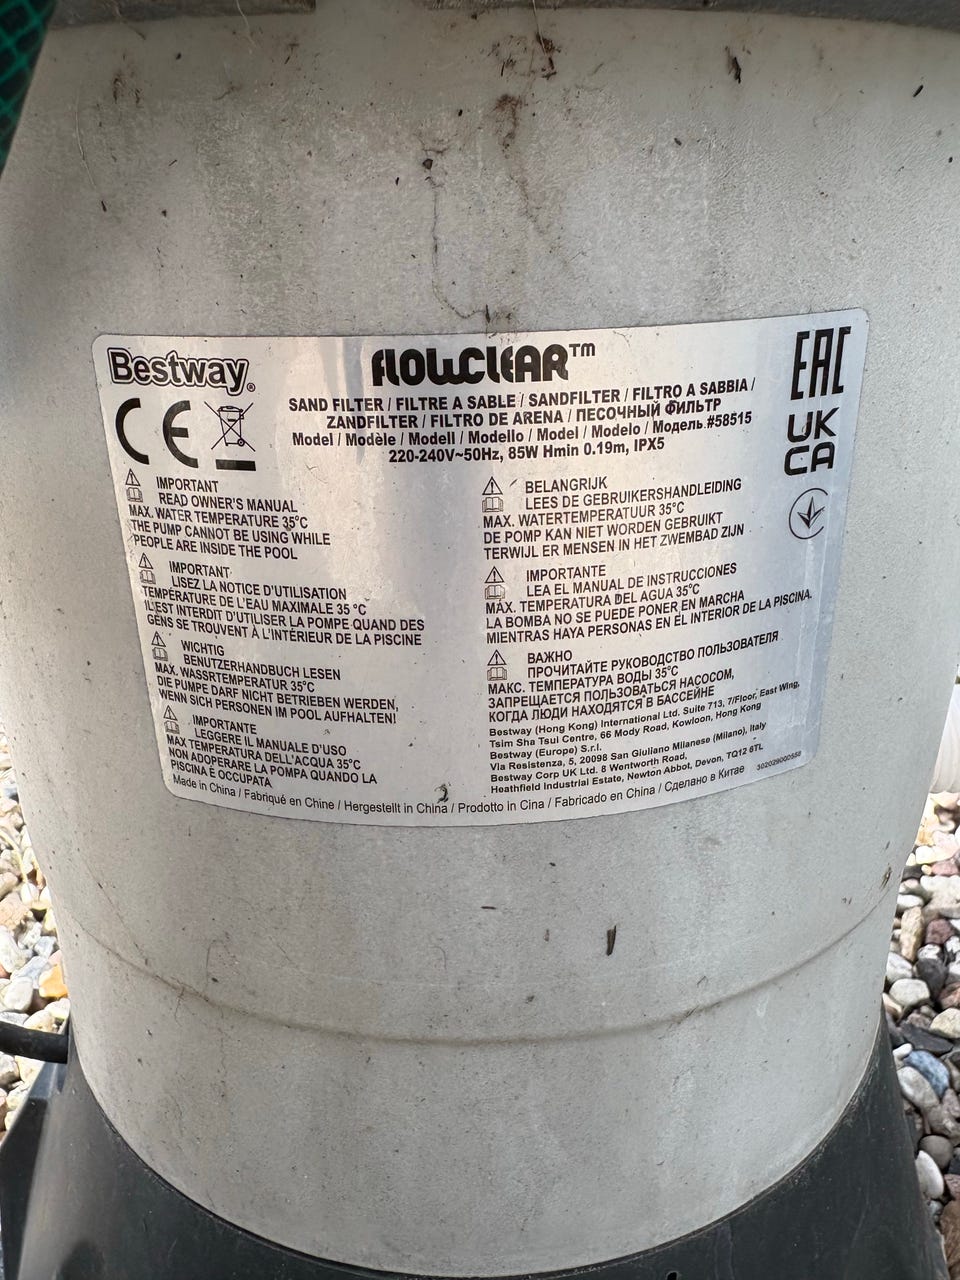 Bestway®
FLOWCLEAR™
SAND FILTER / FILTRE A SABLE / SANDFILTER / FILTRO A SABBIA /
ZANDFILTER / FILTRO DE ARENA / ПЕСОЧНЫЙ ФИЛЬТР
Model / Modèle / Modell / Modello / Model / Modelo / Модель #58515
220-240V~50Hz, 85W Hmin 0.19m, IPX5
CE
EAC
UK
CA
IMPORTANT
READ OWNER'S MANUAL
MAX. WATER TEMPERATURE 35°C
THE PUMP CANNOT BE USING WHILE
PEOPLE ARE INSIDE THE POOL
IMPORTANT
LISEZ LA NOTICE D'UTILISATION
TEMPÉRATURE DE L'EAU MAXIMALE 35 °C
IL EST INTERDIT D'UTILISER LA POMPE QUAND DES
GENS SE TROUVENT À L'INTÉRIEUR DE LA PISCINE
WICHTIG
BENUTZERHANDBUCH LESEN
MAX. WASSRTEMPERATUR 35°C
DIE PUMPE DARF NICHT BETRIEBEN WERDEN,
WENN SICH PERSONEN IM POOL AUFHALTEN!
IMPORTANTE
LEGGERE IL MANUALE D'USO
MAX TEMPERATURA DELL'ACQUA 35°C
NON ADOPERARE LA POMPA QUANDO LA
PISCINA È OCCUPATA
BELANGRIJK
LEES DE GEBRUIKERSHANDLEIDING
MAX. WATERTEMPERATUUR 35°C
DE POMP KAN NIET WORDEN GEBRUIKT
TERWIJL ER MENSEN IN HET ZWEMBAD ZIJN
IMPORTANTE
LEA EL MANUAL DE INSTRUCCIONES
MÁX. TEMPERATURA DEL AGUA 35°C
LA BOMBA NO SE PUEDE PONER EN MARCHA
MIENTRAS HAYA PERSONAS EN EL INTERIOR DE LA PISCINA.
ВАЖНО
ПРОЧИТАЙТЕ РУКОВОДСТВО ПОЛЬЗОВАТЕЛЯ
МАКС. ТЕМПЕРАТУРА ВОДЫ 35°C
ЗАПРЕЩАЕТСЯ ПОЛЬЗОВАТЬСЯ НАСОСОМ,
КОГДА ЛЮДИ НАХОДЯТСЯ В БАССЕЙНЕ
Bestway (Hong Kong) International Ltd. Suite 713, 7/Floor, East Wing,
Tsim Sha Tsui Centre, 66 Mody Road, Kowloon, Hong Kong
Bestway (Europe) S.r.l.
Via Resistenza, 5, 20098 San Giuliano Milanese (Milano), Italy
Bestway Corp UK Ltd. 8 Wentworth Road,
Heathfield Industrial Estate, Newton Abbot, Devon, TQ12 6TL
Made in China / Fabriqué en Chine / Hergestellt in China / Prodotto in Cina / Fabricado en China / Сделано в Китае
302029000558